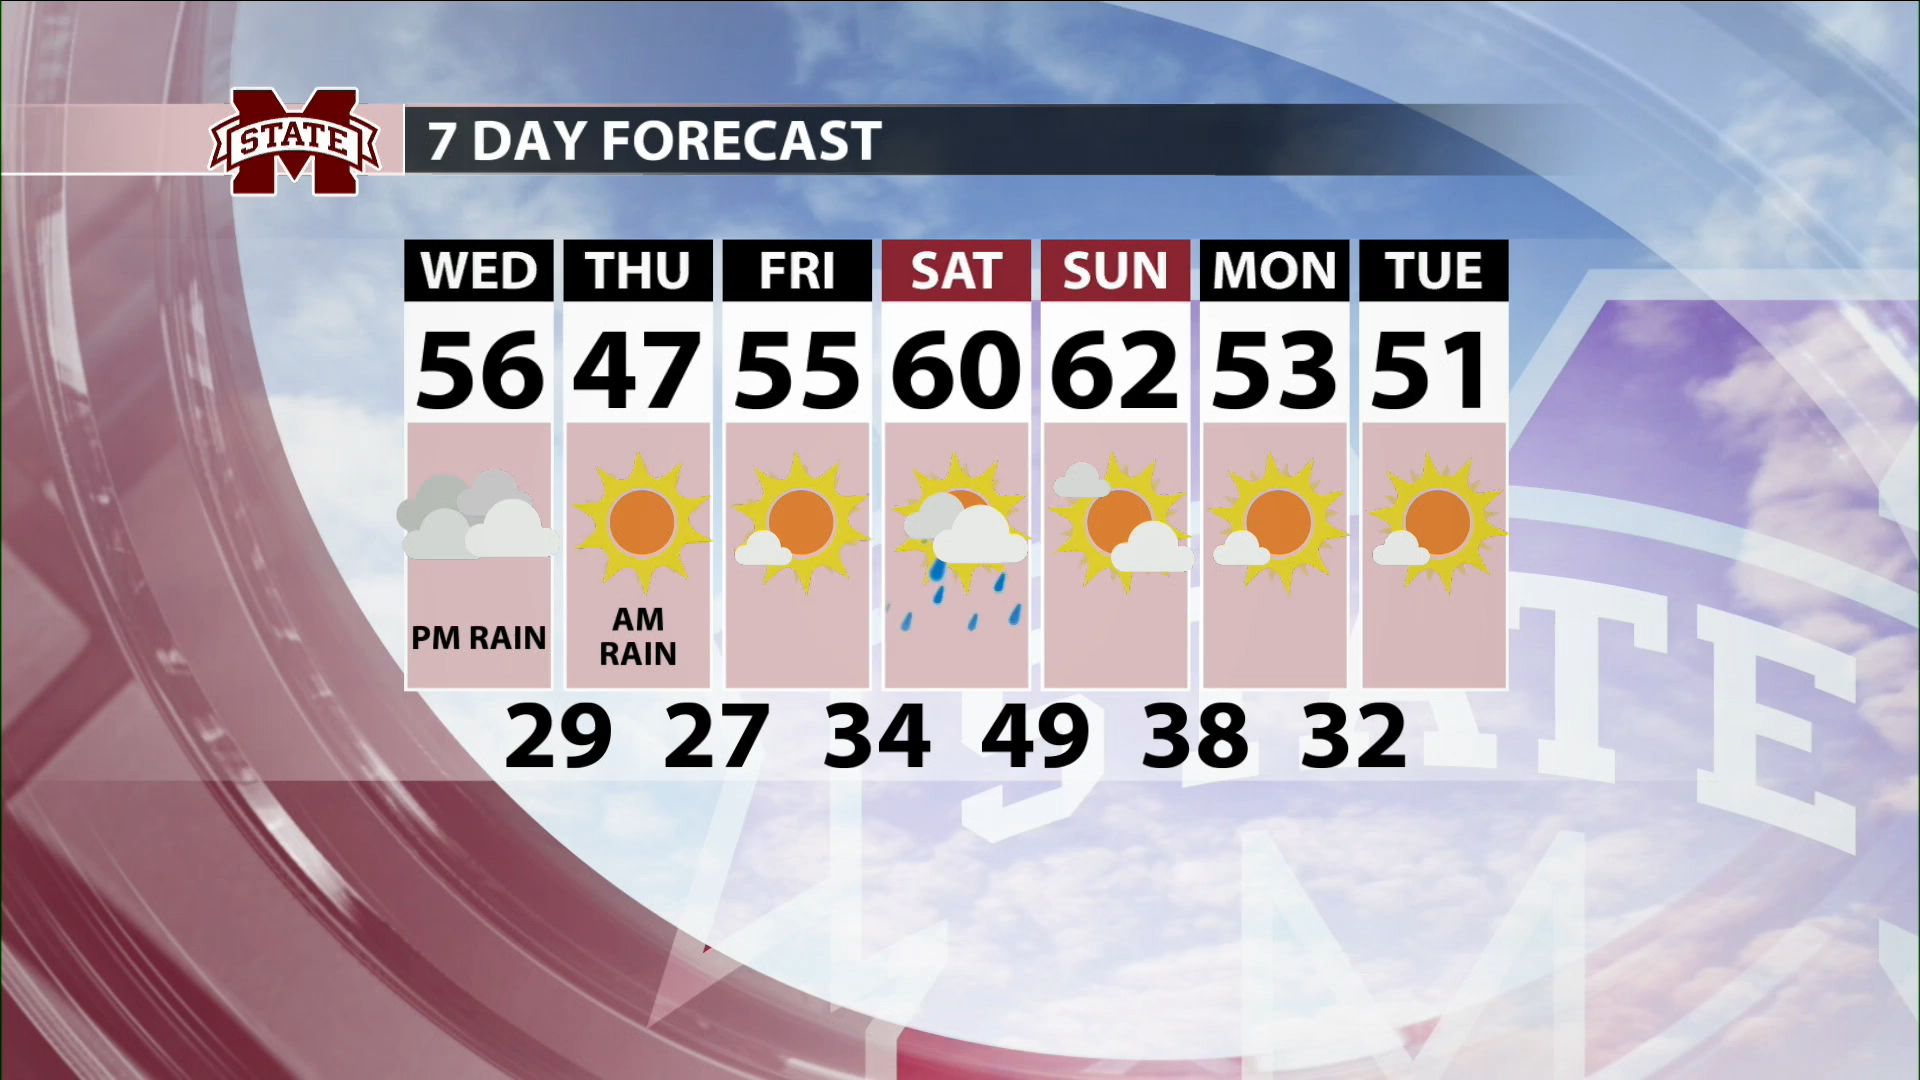 STATE
7 DAY FORECAST
WED THU FRI SAT SUN MON TUE
56 47 55 60 62 53 51
PM RAIN
AM
RAIN
29 27 34 49 38 32
STATE